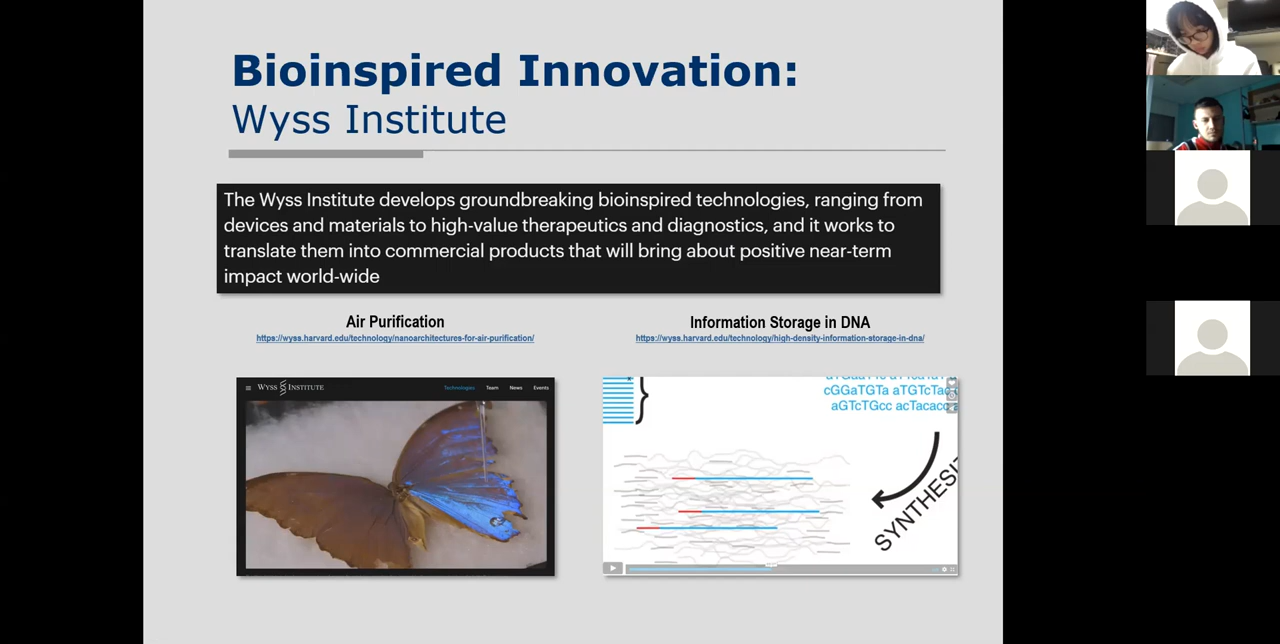 Bioinspired Innovation:
Wyss Institute
The Wyss Institute develops groundbreaking bioinspired technologies, ranging from
devices and materials to high-value therapeutics and diagnostics, and it works to
translate them into commercial products that will bring about positive near-term
impact world-wide
Air Purification
https://wyss.harvard.edu/technology/nanoarchitectures-for-air-purification/
Information Storage in DNA
https://wyss.harvard.edu/technology/high-density-information-storage-in-dna/
WYSS INSTITUTE
Technologies Team News Events
cGGaTGTa aTGTcTac
aGTcTGcc acTacacc
SYNTHESI